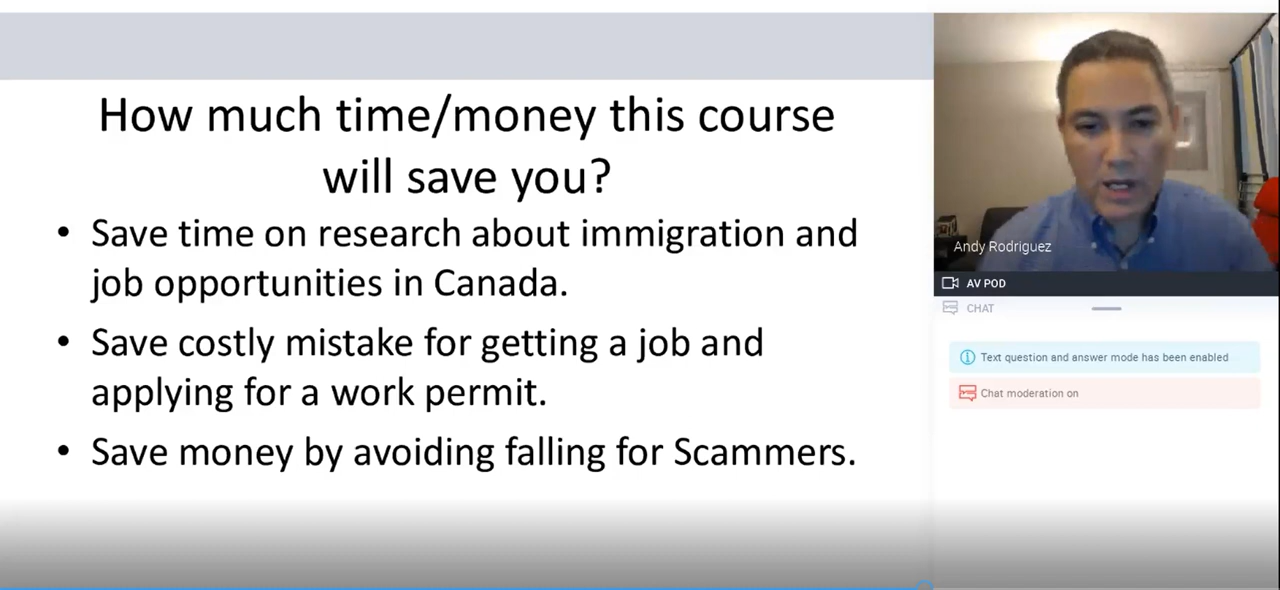 How much time/money this course
will save you?
• Save time on research about immigration and
job opportunities in Canada.
• Save costly mistake for getting a job and
applying for a work permit.
• Save money by avoiding falling for Scammers.
Andy Rodriguez
AV POD
CHAT
Text question and answer mode has been enabled
Chat moderation on